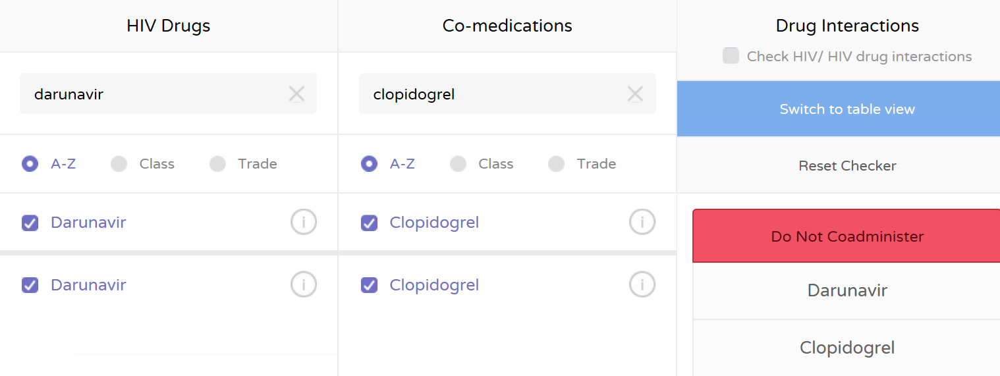 HIV Drugs
darunavir
A-Z Class Trade
Darunavir
Darunavir
Co-medications
clopidogrel
A-Z Class Trade
Clopidogrel
Clopidogrel
Drug Interactions
Check HIV/ HIV drug interactions
Switch to table view
Reset Checker
Do Not Coadminister
Darunavir
Clopidogrel